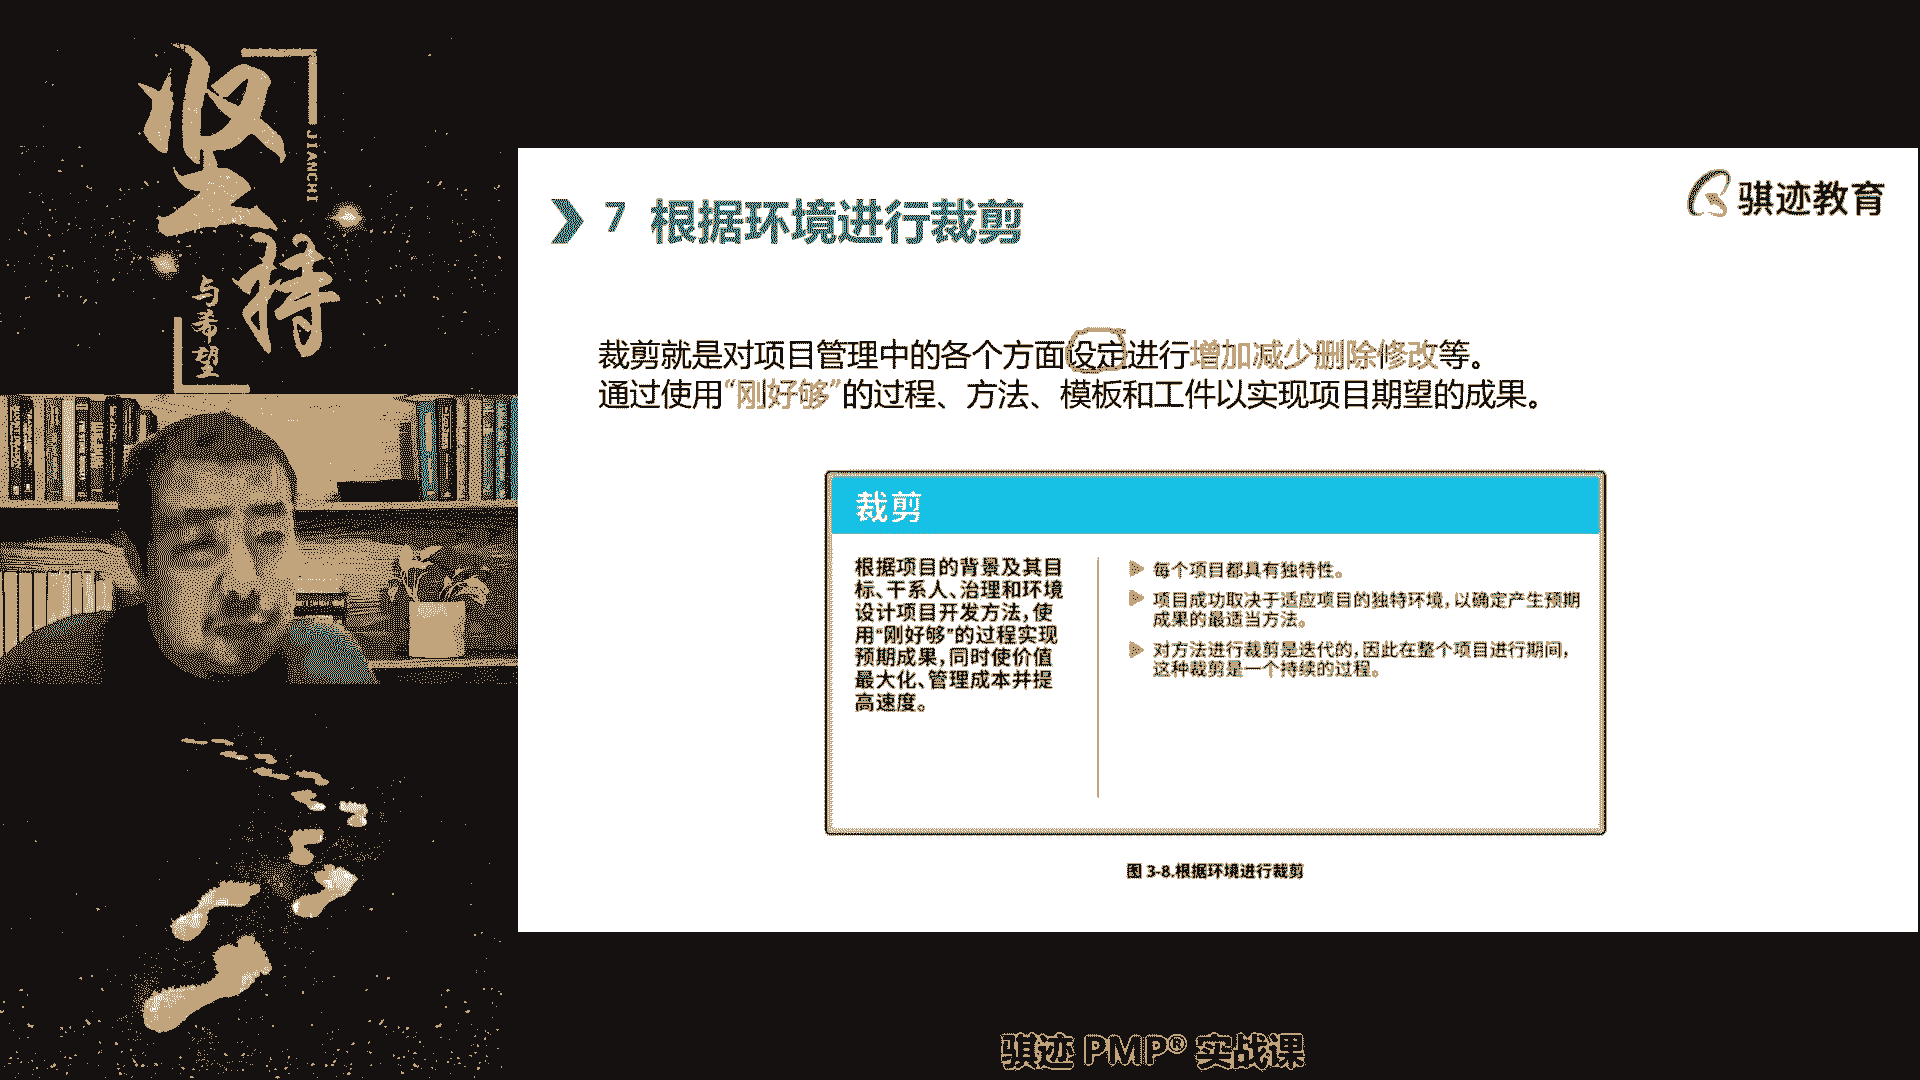 坚持
JIANCHI
与希望
骐迹教育
7 根据环境进行裁剪
裁剪就是对项目管理中的各个方面设定进行增加减少删除修改等。
通过使用“刚好够”的过程、方法、模板和工件以实现项目期望的成果。
裁剪
根据项目的背景及其目
标、干系人、治理和环境
设计项目开发方法,使
用“刚好够”的过程实现
预期成果,同时使价值
最大化、管理成本并提
高速度。
每个项目都具有独特性。
项目成功取决于适应项目的独特环境,以确定产生预期
成果的最适当方法。
对方法进行裁剪是迭代的,因此在整个项目进行期间,
这种裁剪是一个持续的过程。
图 3-8.根据环境进行裁剪
骐迹 PMP® 实战课